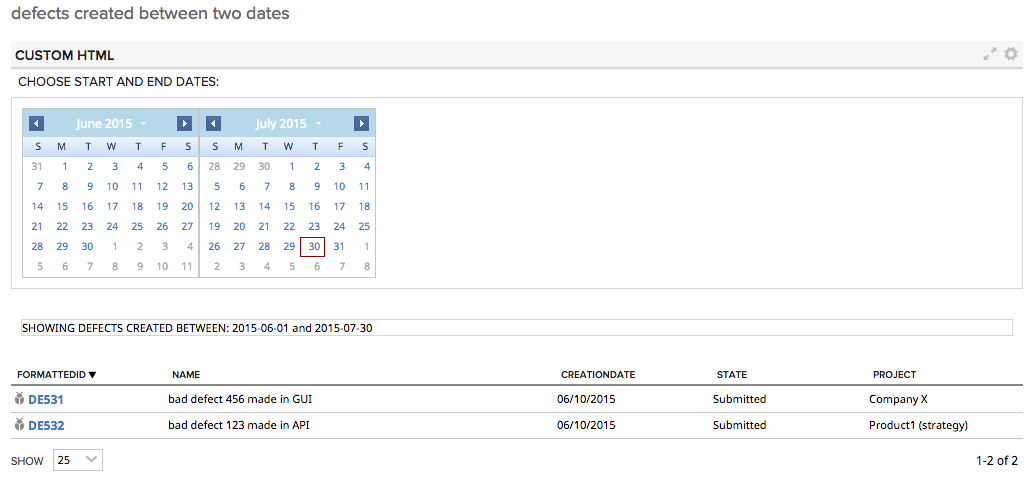 defects created between two dates
CUSTOM HTML
CHOOSE START AND END DATES:
June 2015 July 2015
S M T W T F S S M T W T F S
31 1 2 3 4 5 6 28 29 30 1 2 3 4
7 8 9 10 11 12 13 5 6 7 8 9 10 11
14 15 16 17 18 19 20 12 13 14 15 16 17 18
21 22 23 24 25 26 27 19 20 21 22 23 24 25
28 29 30 1 2 3 4 26 27 28 29 30 31 1
5 6 7 8 9 10 11 2 3 4 5 6 7 8
SHOWING DEFECTS CREATED BETWEEN: 2015-06-01 and 2015-07-30
FORMATTEDID ▼ NAME CREATIONDATE STATE PROJECT
DE531 bad defect 456 made in GUI 06/10/2015 Submitted Company X
DE532 bad defect 123 made in API 06/10/2015 Submitted Product1 (strategy)
SHOW 25 1-2 of 2